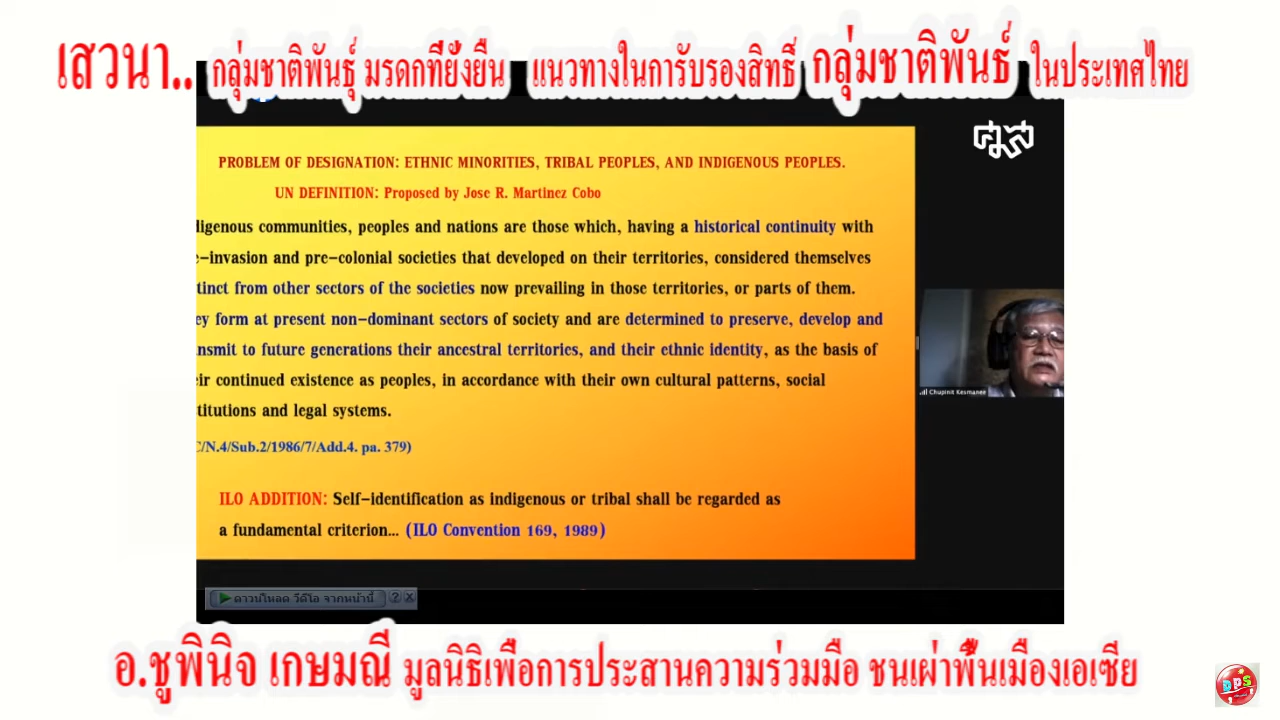 เสวนา.. กลุ่มชาติพันธุ์ มรดกที่ยั่งยืน แนวทางในการับรองสิทธิ์ กลุ่มชาติพันธ์ ในประเทศไทย
PROBLEM OF DESIGNATION: ETHNIC MINORITIES, TRIBAL PEOPLES, AND INDIGENOUS PEOPLES.
UN DEFINITION: Proposed by Jose R. Martinez Cobo
digenous communities, peoples and nations are those which, having a historical continuity with
e-invasion and pre-colonial societies that developed on their territories, considered themselves
tinct from other sectors of the societies now prevailing in those territories, or parts of them.
ey form at present non-dominant sectors of society and are determined to preserve, develop and
nsmit to future generations their ancestral territories, and their ethnic identity, as the basis of
eir continued existence as peoples, in accordance with their own cultural patterns, social
titutions and legal systems.
C/N.4/Sub.2/1986/7/Add.4. pa. 379)
ILO ADDITION: Self-identification as indigenous or tribal shall be regarded as
a fundamental criterion... (ILO Convention 169, 1989)
Chupinit Kesmanee
ดาวน์โหลด วีดีโอ จากหน้านี้ ? X
อ.ชูพินิจ เกษมณี มูลนิธิเพื่อการประสานความร่วมมือ ชนเผ่าพื้นเมืองเอเซีย
DPS